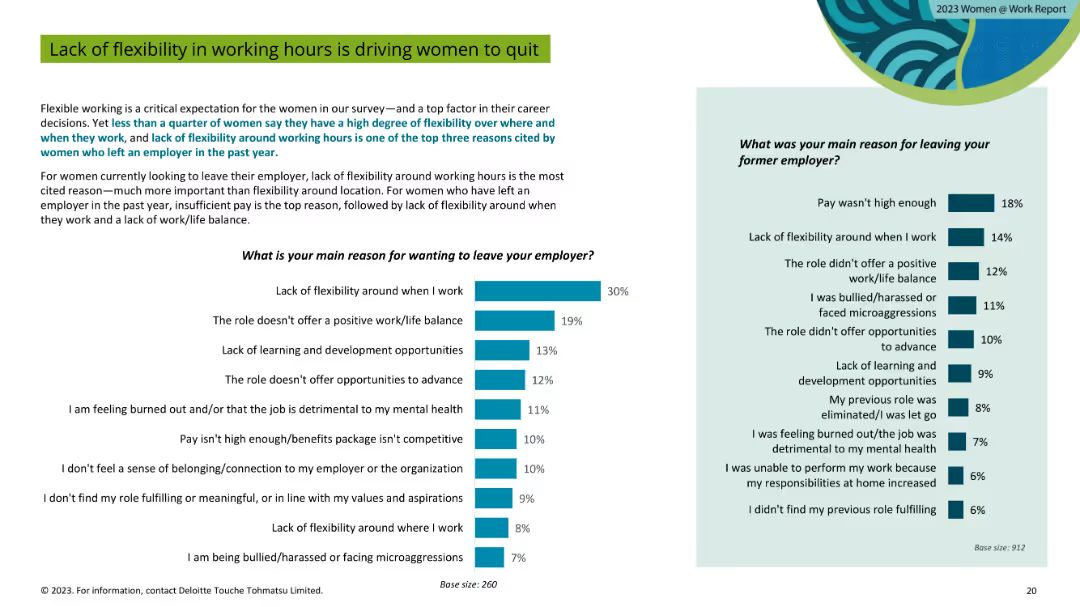 2023 Women @ Work Report
Lack of flexibility in working hours is driving women to quit
Flexible working is a critical expectation for the women in our survey—and a top factor in their career
decisions. Yet less than a quarter of women say they have a high degree of flexibility over where and
when they work, and lack of flexibility around working hours is one of the top three reasons cited by
women who left an employer in the past year.
For women currently looking to leave their employer, lack of flexibility around working hours is the most
cited reason—much more important than flexibility around location. For women who have left an
employer in the past year, insufficient pay is the top reason, followed by lack of flexibility around when
they work and a lack of work/life balance.
What is your main reason for wanting to leave your employer?
Lack of flexibility around when I work 30%
The role doesn't offer a positive work/life balance 19%
Lack of learning and development opportunities 13%
The role doesn't offer opportunities to advance 12%
I am feeling burned out and/or that the job is detrimental to my mental health 11%
Pay isn't high enough/benefits package isn't competitive 10%
I don't feel a sense of belonging/connection to my employer or the organization 10%
I don't find my role fulfilling or meaningful, or in line with my values and aspirations 9%
Lack of flexibility around where I work 8%
I am being bullied/harassed or facing microaggressions 7%
Base size: 260
What was your main reason for leaving your
former employer?
Pay wasn't high enough 18%
Lack of flexibility around when I work 14%
The role didn't offer a positive
work/life balance 12%
I was bullied/harassed or
faced microaggressions 11%
The role didn't offer opportunities
to advance 10%
Lack of learning and
development opportunities 9%
My previous role was
eliminated/I was let go 8%
I was feeling burned out/the job was
detrimental to my mental health 7%
I was unable to perform my work because
my responsibilities at home increased 6%
I didn't find my previous role fulfilling 6%
Base size: 912
© 2023. For information, contact Deloitte Touche Tohmatsu Limited.
20